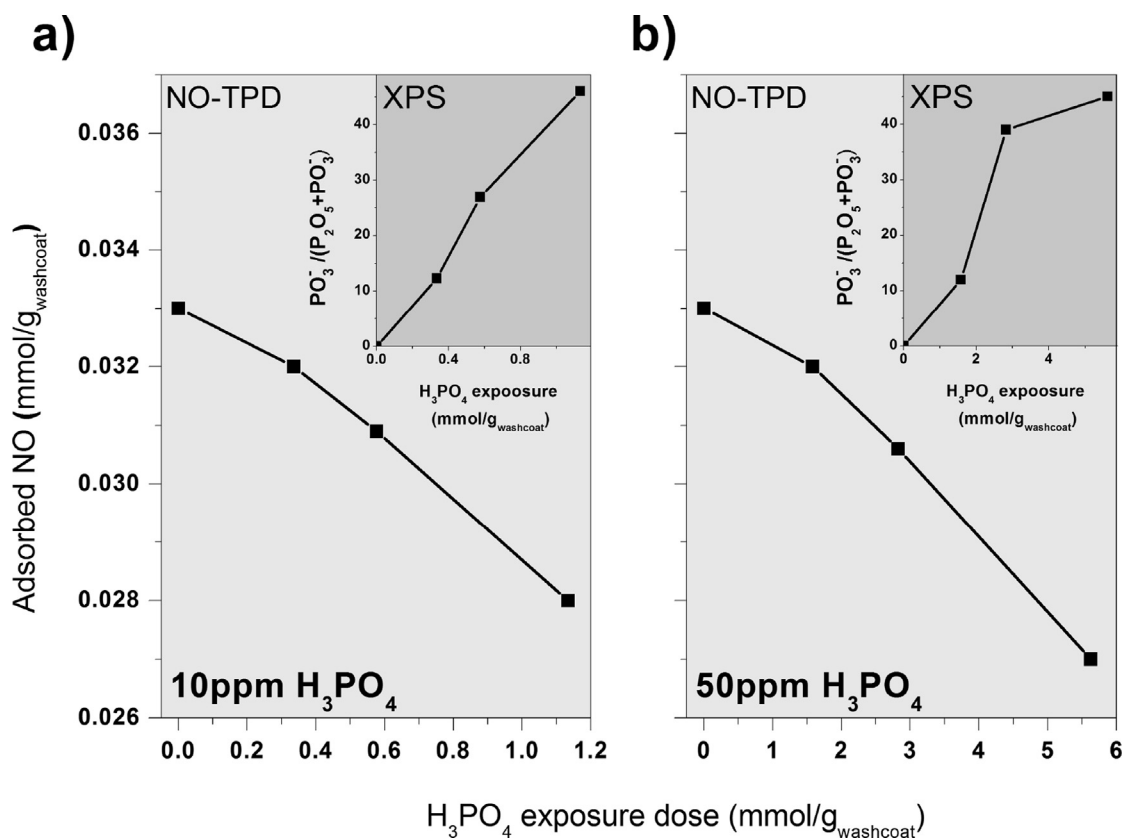 a)
NO-TPD
XPS
PO₃⁻/(P₂O₅+PO₃⁻)
40
30
20
10
0
0.0 0.4 0.8
H₃PO₄ expoosure
(mmol/g washcoat)
Adsorbed NO (mmol/g washcoat)
0.036
0.034
0.032
0.030
0.028
0.026
10ppm H₃PO₄
0.0 0.2 0.4 0.6 0.8 1.0 1.2
b)
NO-TPD
XPS
PO₃⁻/(P₂O₅+PO₃⁻)
40
30
20
10
0
0 2 4
H₃PO₄ expoosure
(mmol/g washcoat)
50ppm H₃PO₄
0 1 2 3 4 5 6
H₃PO₄ exposure dose (mmol/g washcoat)